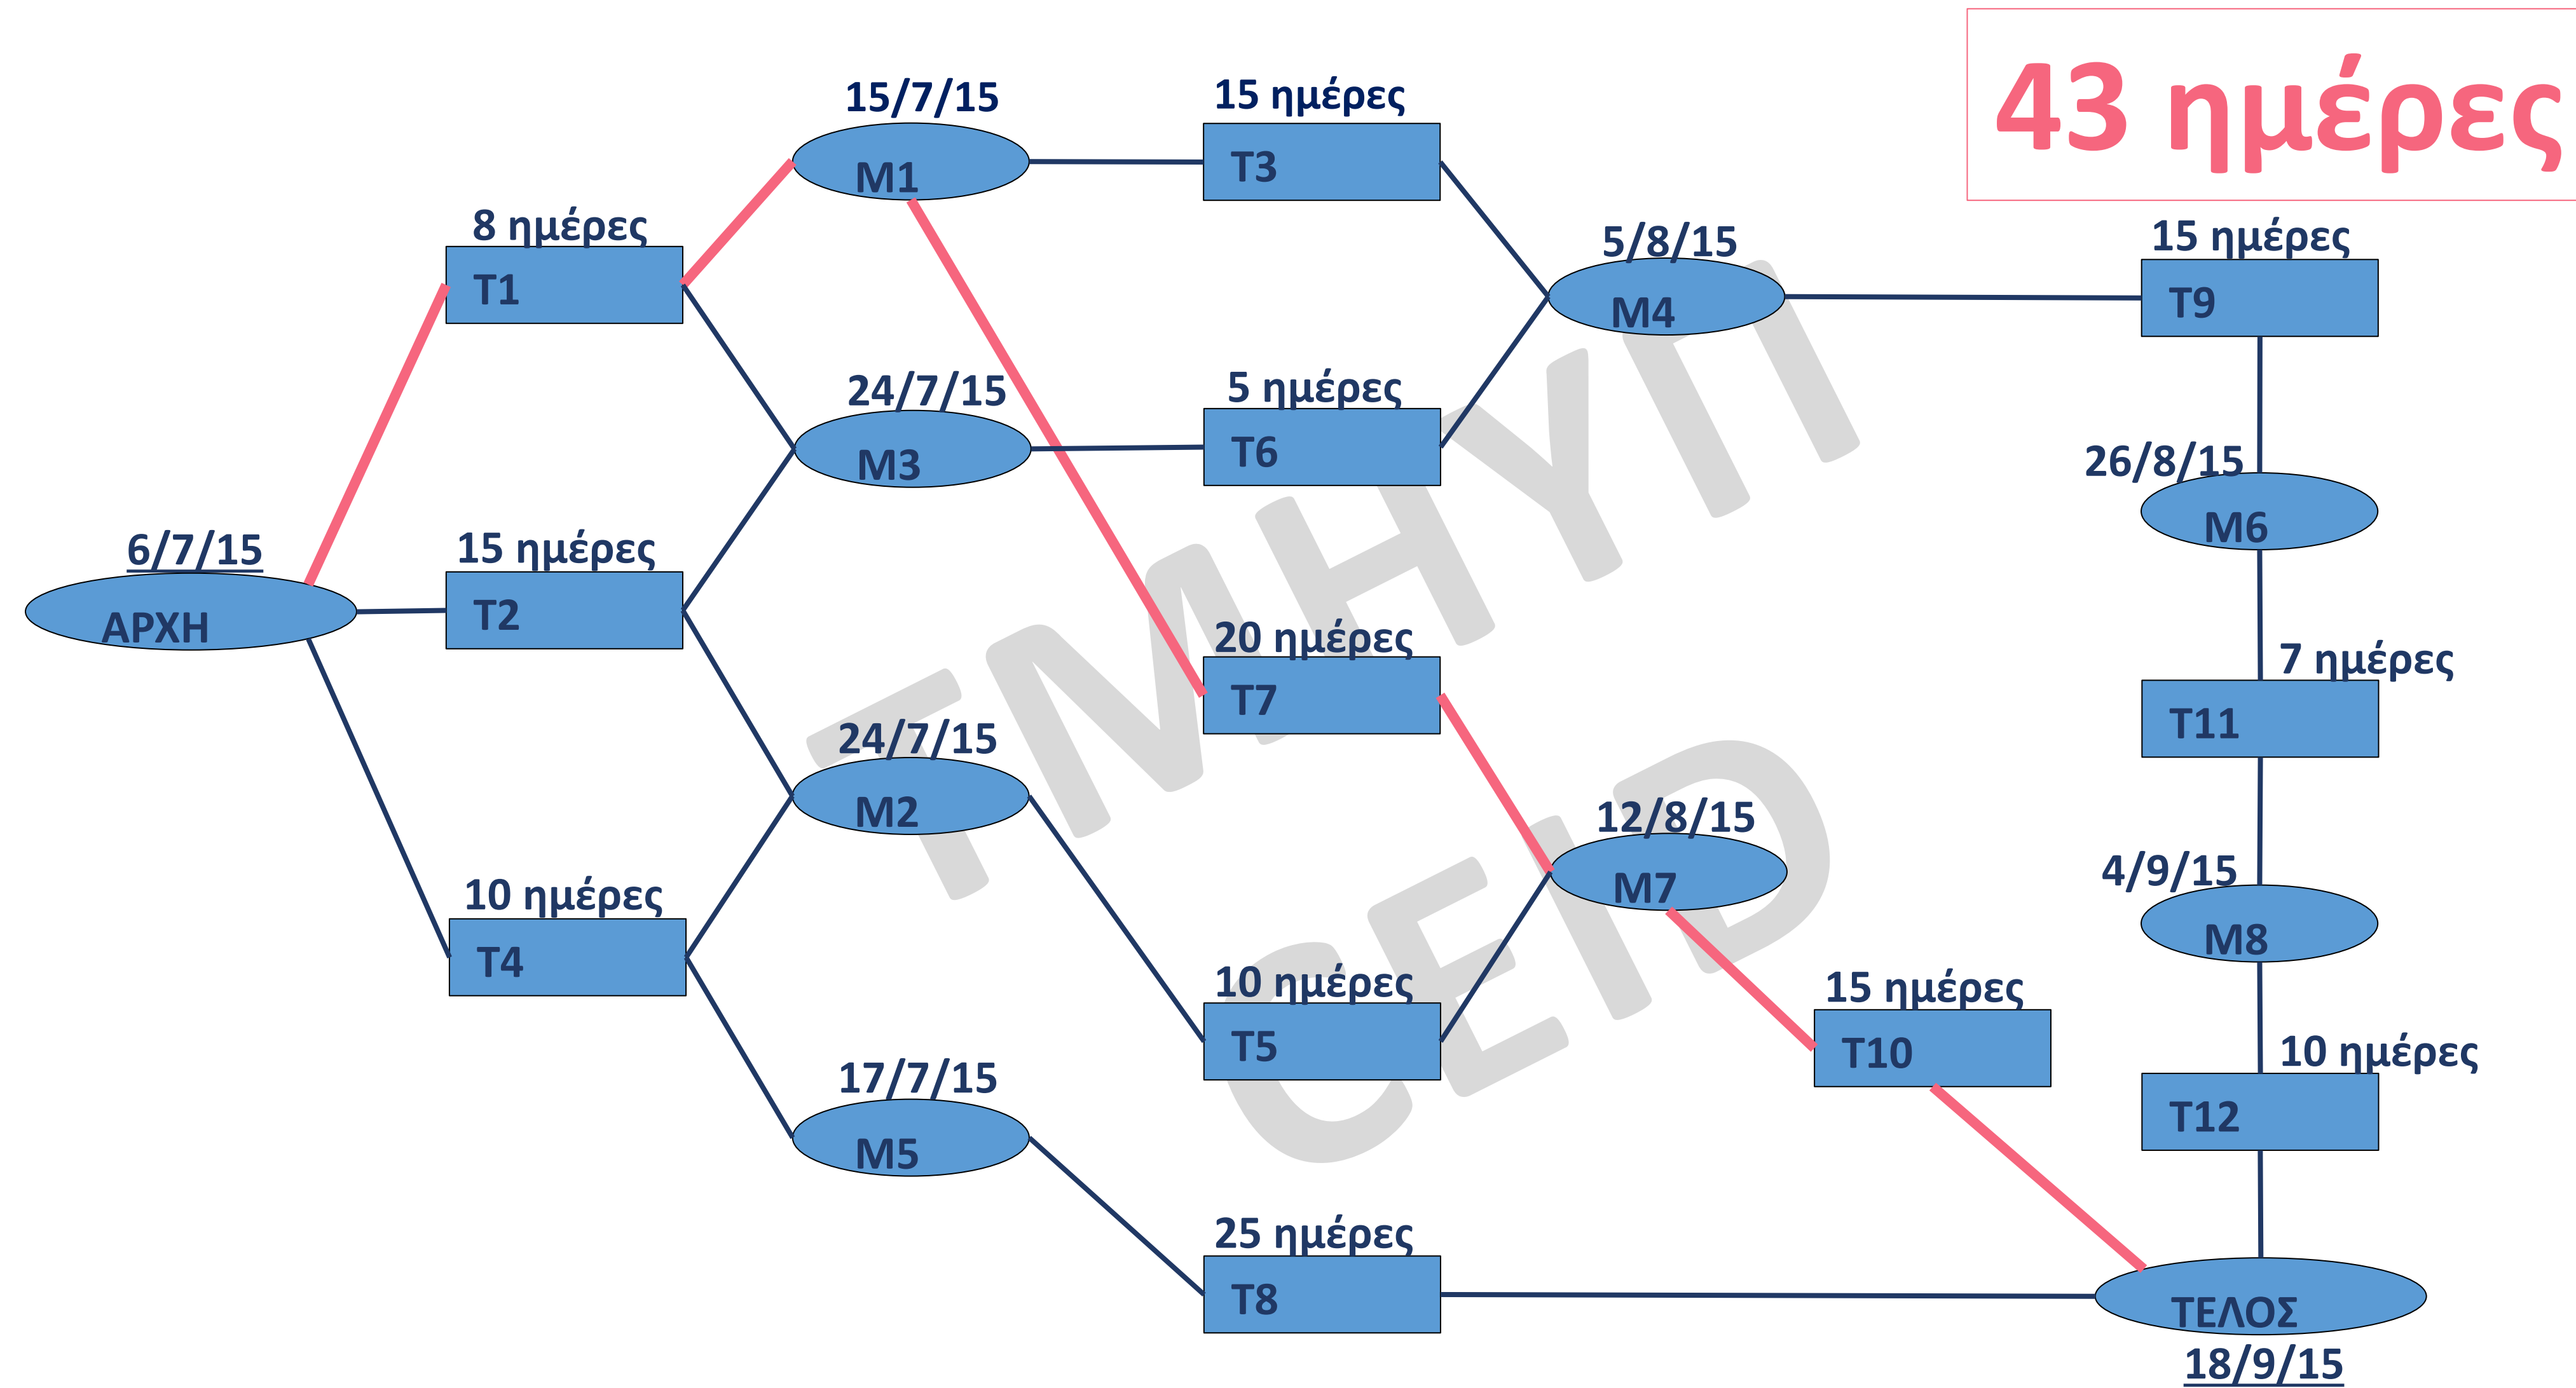 43 ημέρες
15/7/15
M1
15 ημέρες
T3
8 ημέρες
T1
5/8/15
M4
15 ημέρες
T9
24/7/15
M3
5 ημέρες
T6
26/8/15
M6
6/7/15
ΑΡΧΗ
15 ημέρες
T2
20 ημέρες
T7
7 ημέρες
T11
24/7/15
M2
12/8/15
M7
4/9/15
M8
10 ημέρες
T4
10 ημέρες
T5
15 ημέρες
T10
10 ημέρες
T12
17/7/15
M5
25 ημέρες
T8
ΤΕΛΟΣ
18/9/15
ΤΜΗΥΠ
CEID